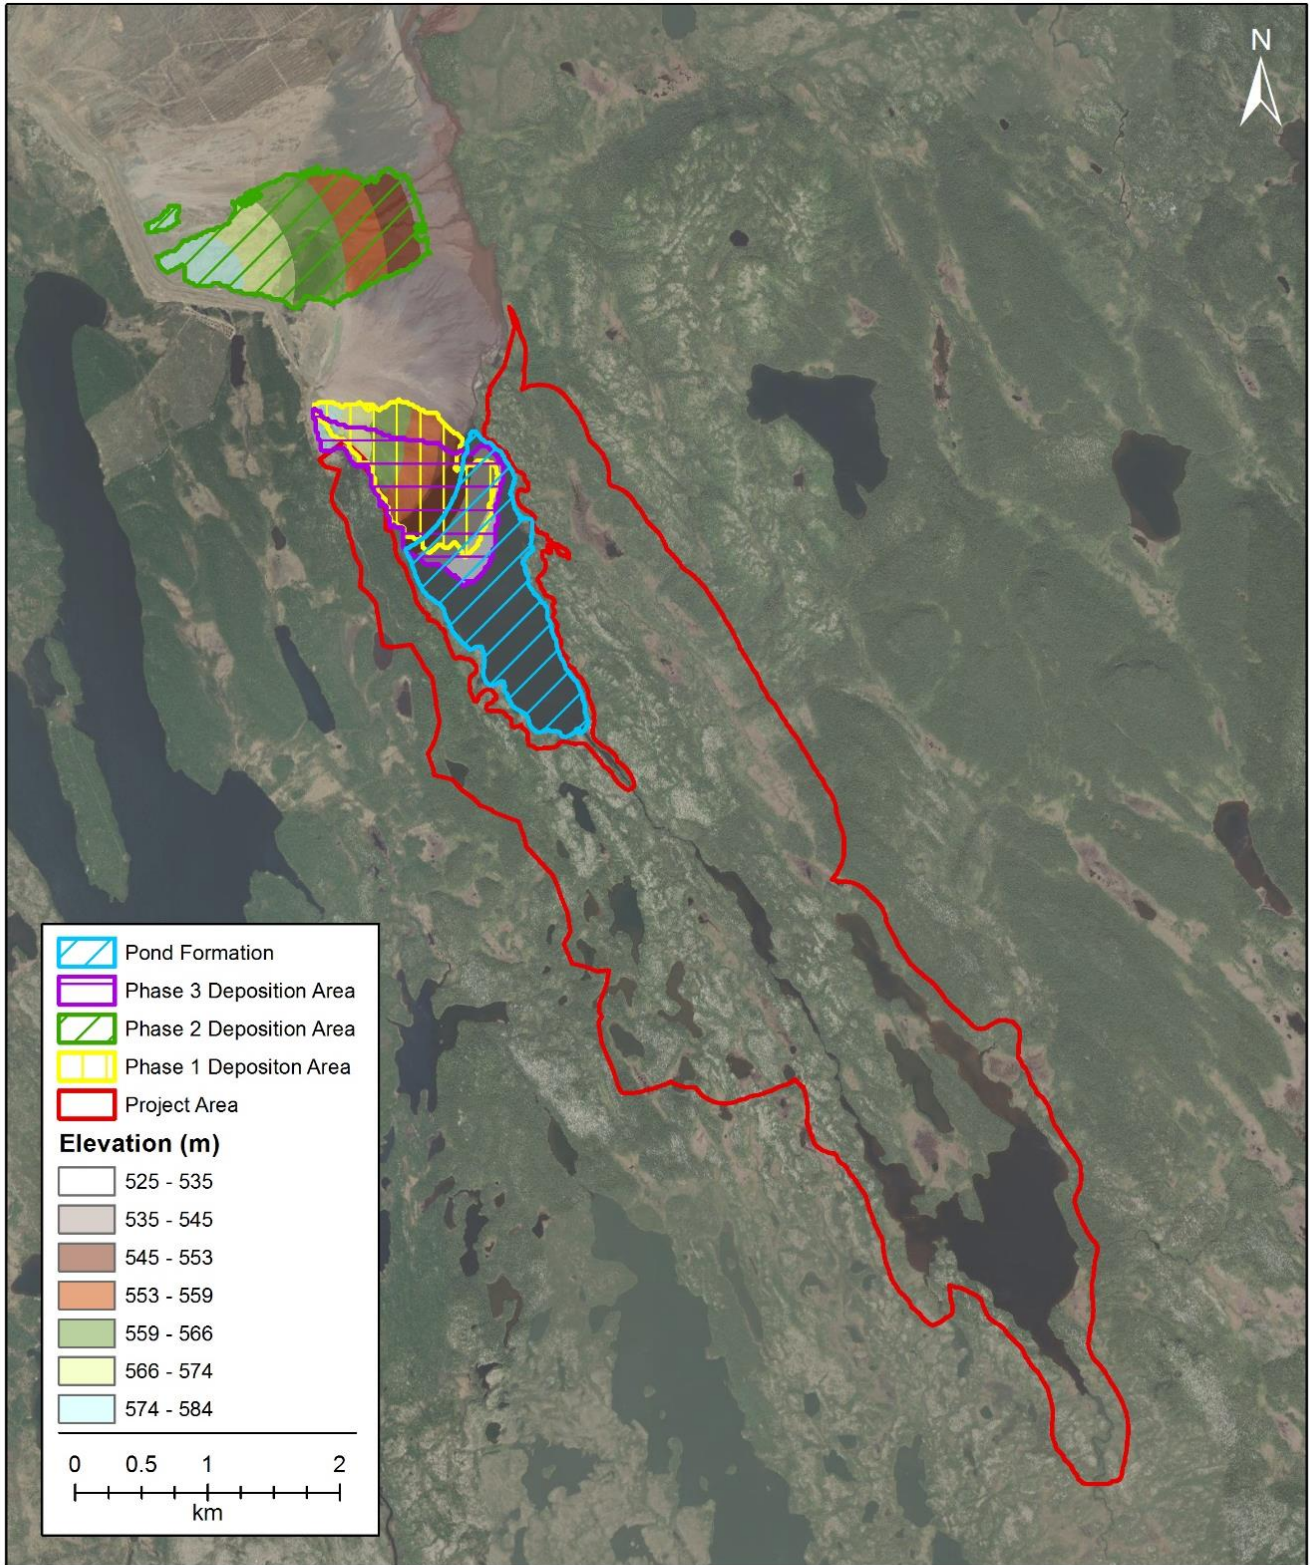 N
Pond Formation
Phase 3 Deposition Area
Phase 2 Deposition Area
Phase 1 Depositon Area
Project Area
Elevation (m)
525 - 535
535 - 545
545 - 553
553 - 559
559 - 566
566 - 574
574 - 584
0 0.5 1 2
km